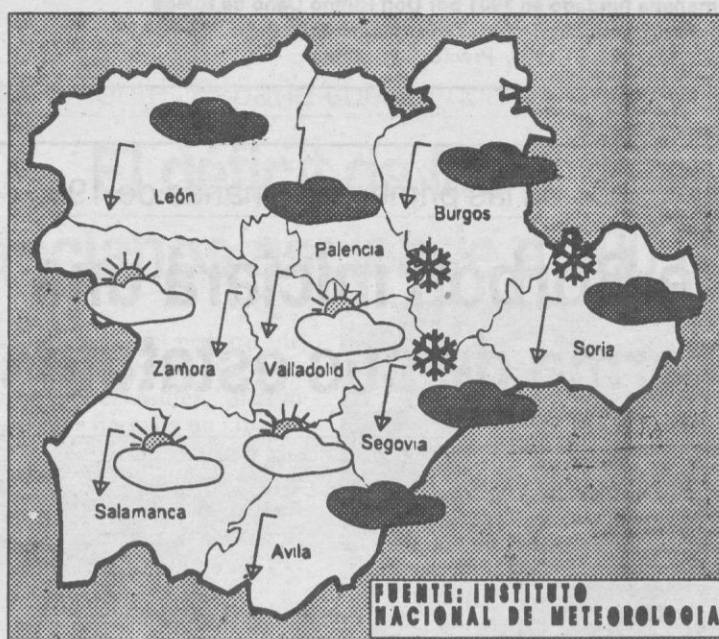 León
Burgos
Palencia
Soria
Zamora
Valladolid
Segovia
Salamanca
Avila
FUENTE: INSTITUTO
NACIONAL DE METEOROLOGIA